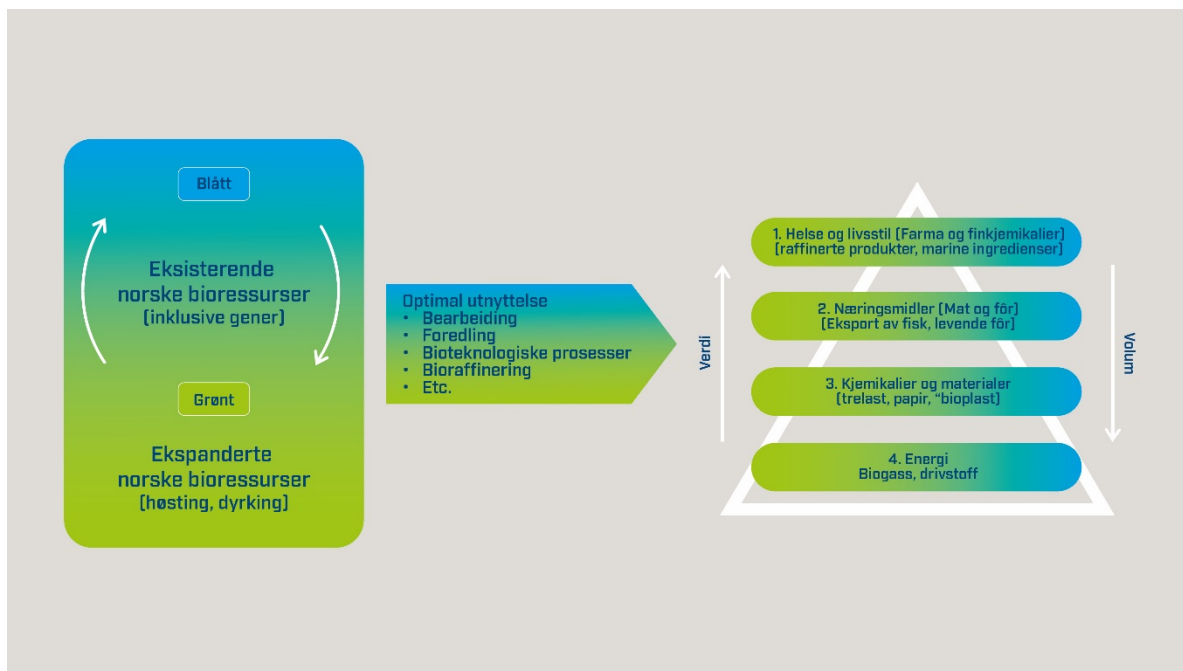 Blått
Eksisterende
norske bioressurser
(inklusive gener)
Grønt
Ekspanderte
norske bioressurser
(høsting, dyrking)
Optimal utnyttelse
• Bearbeiding
• Foredling
• Bioteknologiske prosesser
• Bioraffinering
• Etc.
Verdi
1. Helse og livsstil (Farma og finkjemikalier)
(raffinerte produkter, marine ingredienser)
2. Næringsmidler (Mat og fôr)
(Eksport av fisk, levende fôr)
3. Kjemikalier og materialer
(trelast, papir, “bioplast)
4. Energi
Biogass, drivstoff
Volum